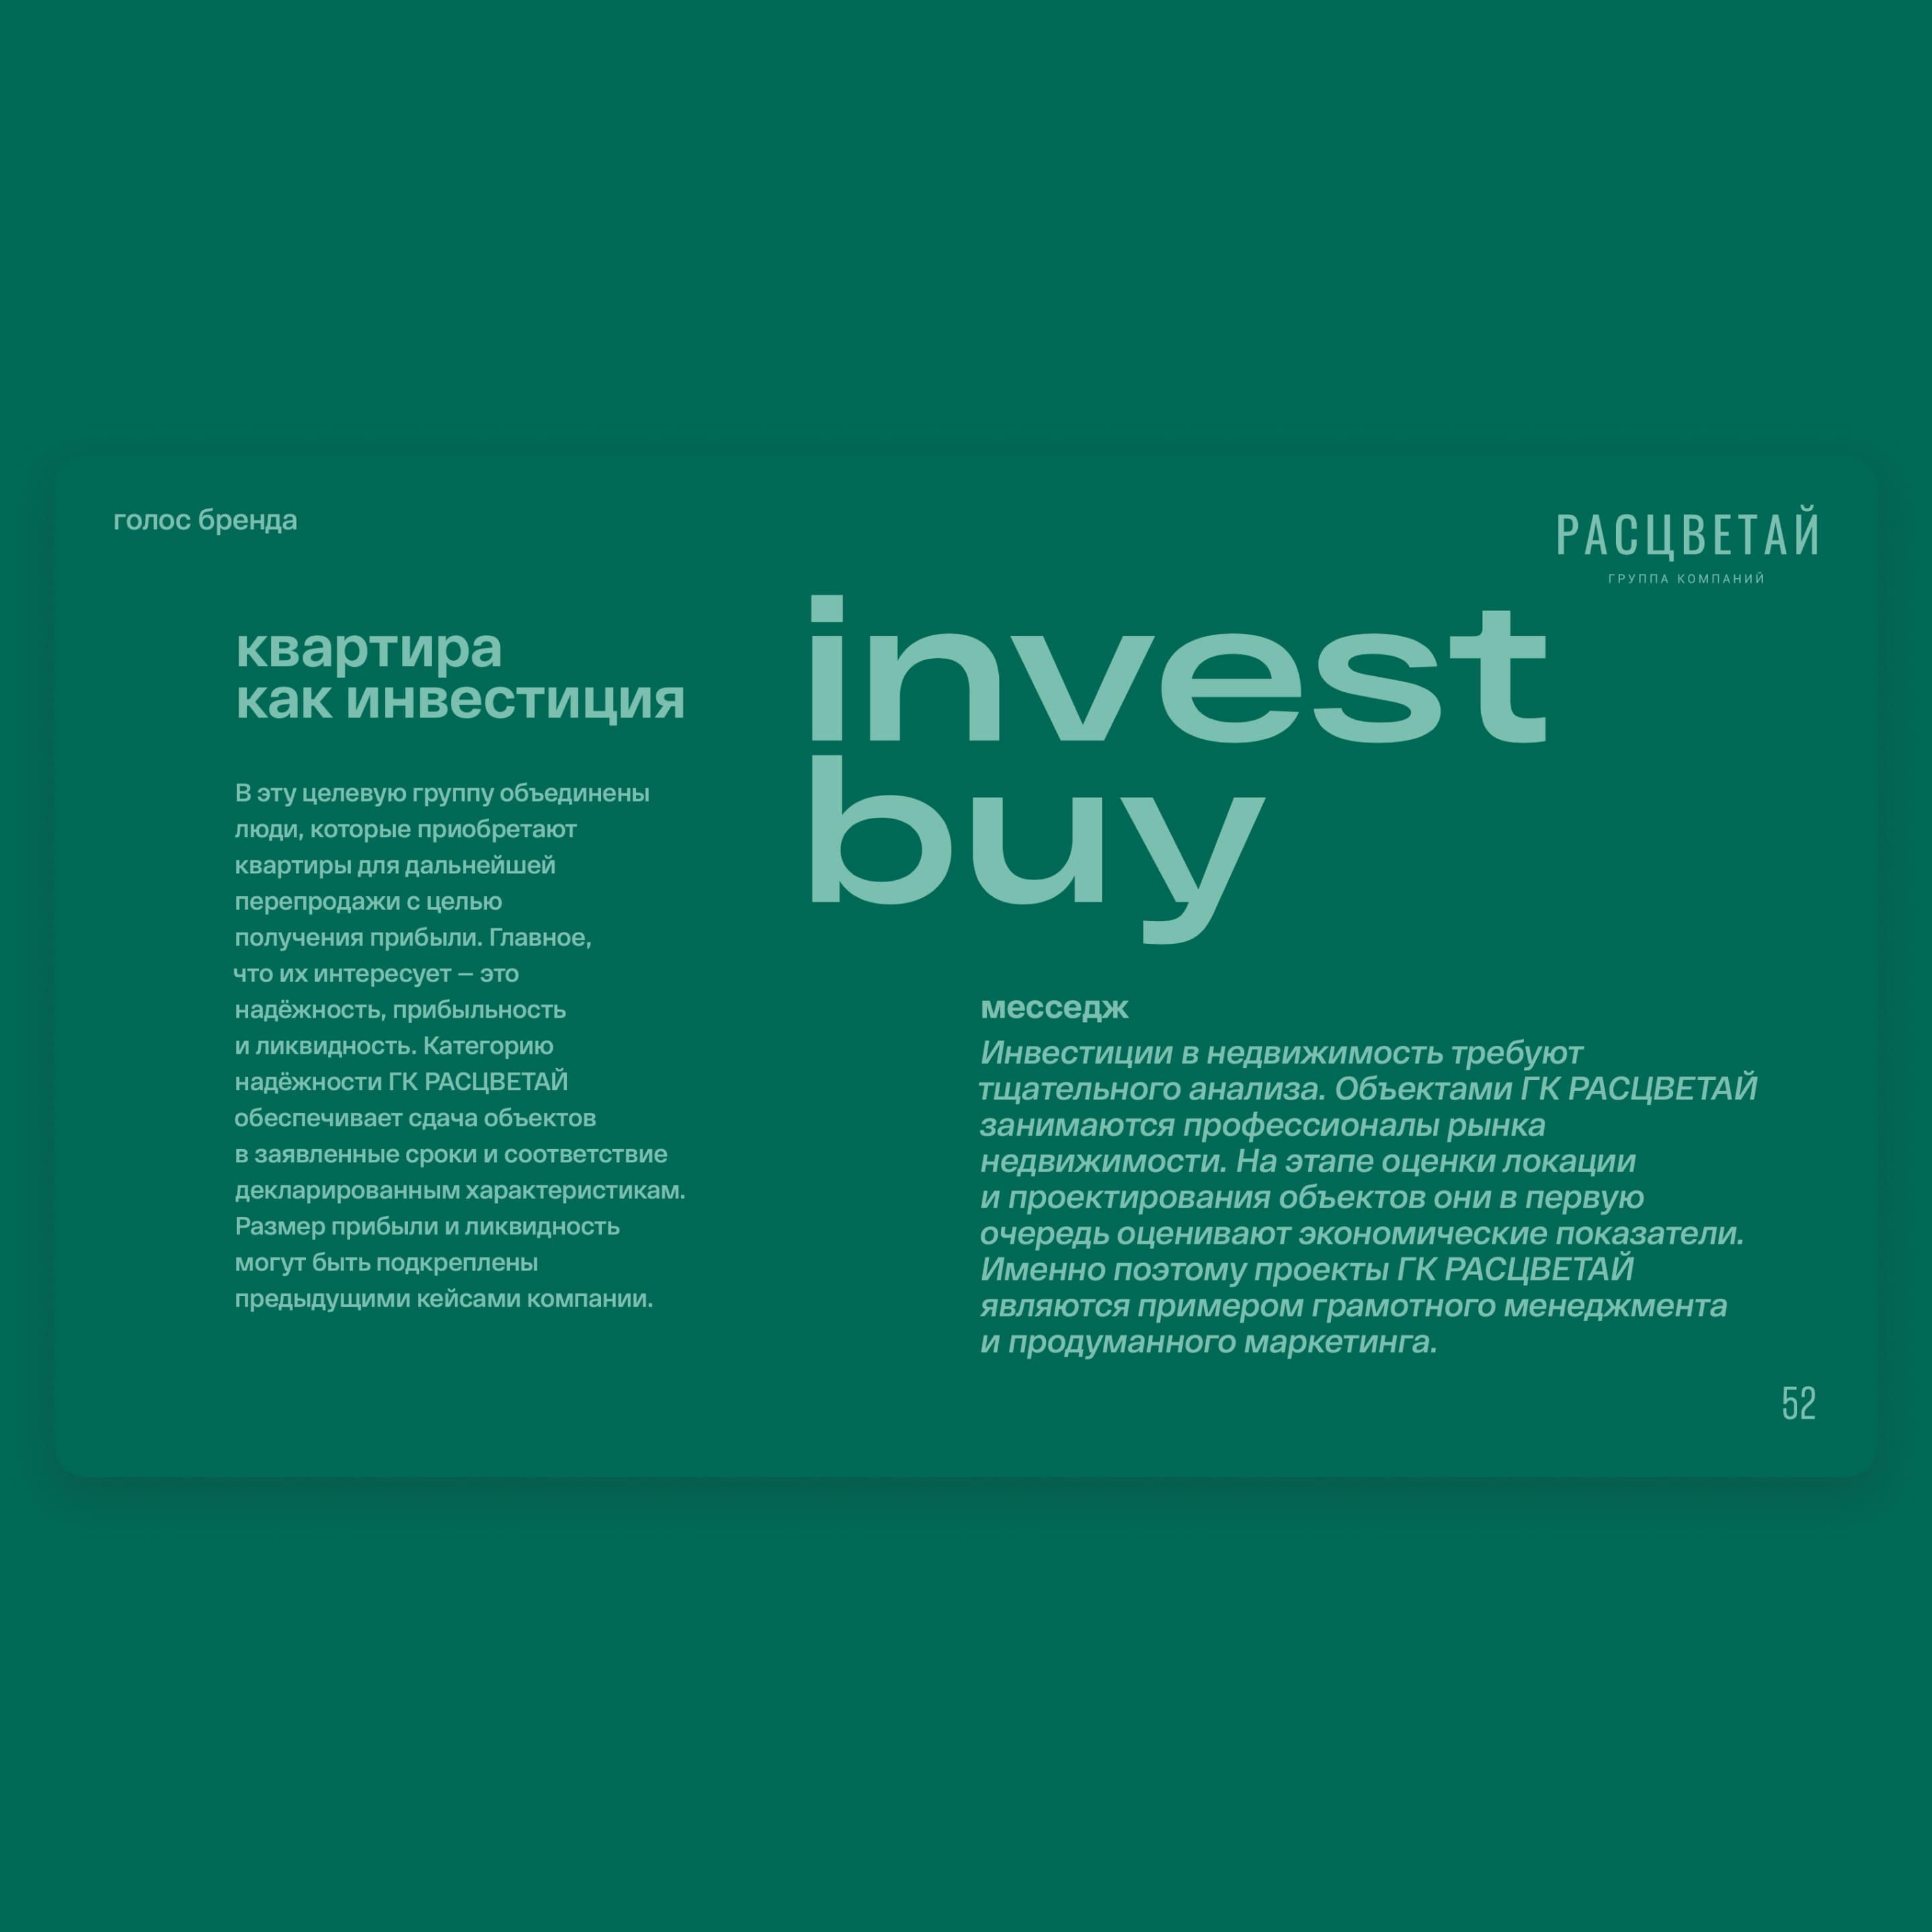 голос бренда
РАСЦВЕТАЙ
ГРУППА КОМПАНИЙ
квартира
как инвестиция
В эту целевую группу объединены
люди, которые приобретают
квартиры для дальнейшей
перепродажи с целью
получения прибыли. Главное,
что их интересует – это
надёжность, прибыльность
и ликвидность. Категорию
надёжности ГК РАСЦВЕТАЙ
обеспечивает сдача объектов
в заявленные сроки и соответствие
декларированным характеристикам.
Размер прибыли и ликвидность
могут быть подкреплены
предыдущими кейсами компании.
invest
buy
месседж
Инвестиции в недвижимость требуют
тщательного анализа. Объектами ГК РАСЦВЕТАЙ
занимаются профессионалы рынка
недвижимости. На этапе оценки локации
и проектирования объектов они в первую
очередь оценивают экономические показатели.
Именно поэтому проекты ГК РАСЦВЕТАЙ
являются примером грамотного менеджмента
и продуманного маркетинга.
52